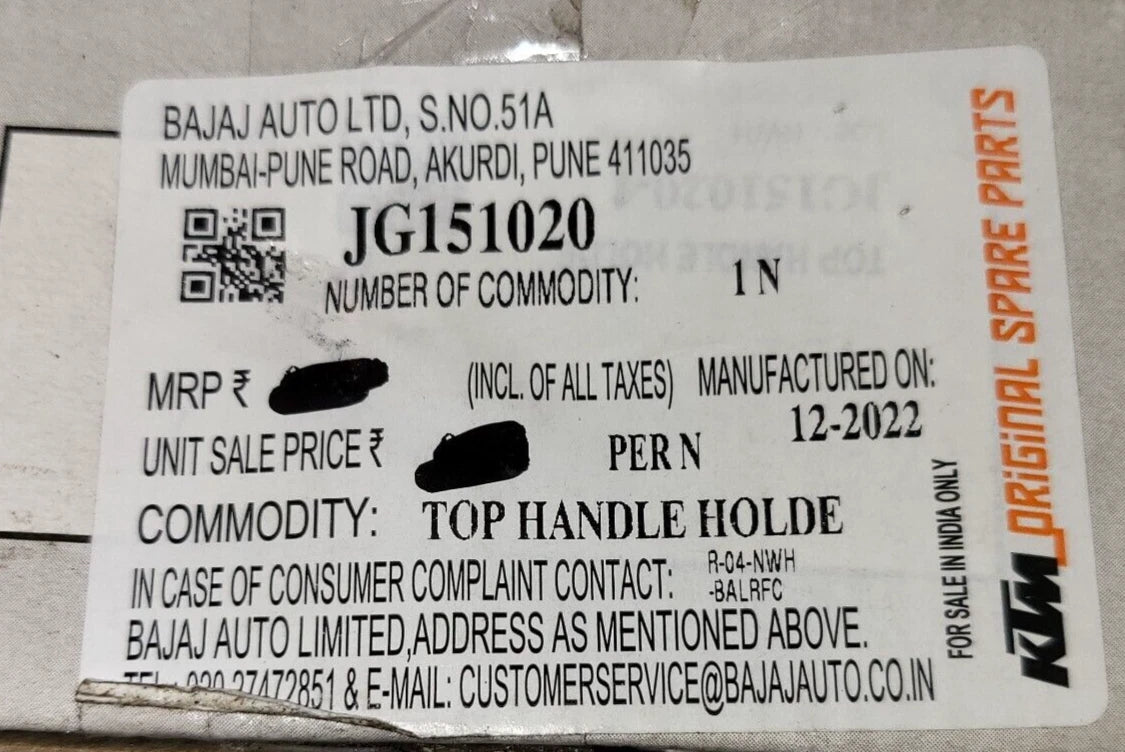 BAJAJ AUTO LTD, S.NO.51A
MUMBAI-PUNE ROAD, AKURDI, PUNE 411035
JG151020
NUMBER OF COMMODITY: 1 N
MRP ₹ (INCL. OF ALL TAXES) MANUFACTURED ON:
12-2022
UNIT SALE PRICE ₹ PER N
COMMODITY: TOP HANDLE HOLDE
IN CASE OF CONSUMER COMPLAINT CONTACT: R-04-NWH
-BALRFC
BAJAJ AUTO LIMITED,ADDRESS AS MENTIONED ABOVE.
TEL: 020 27472851 & E-MAIL: CUSTOMERSERVICE@BAJAJAUTO.CO.IN
FOR SALE IN INDIA ONLY
KTM ORIGINAL SPARE PARTS